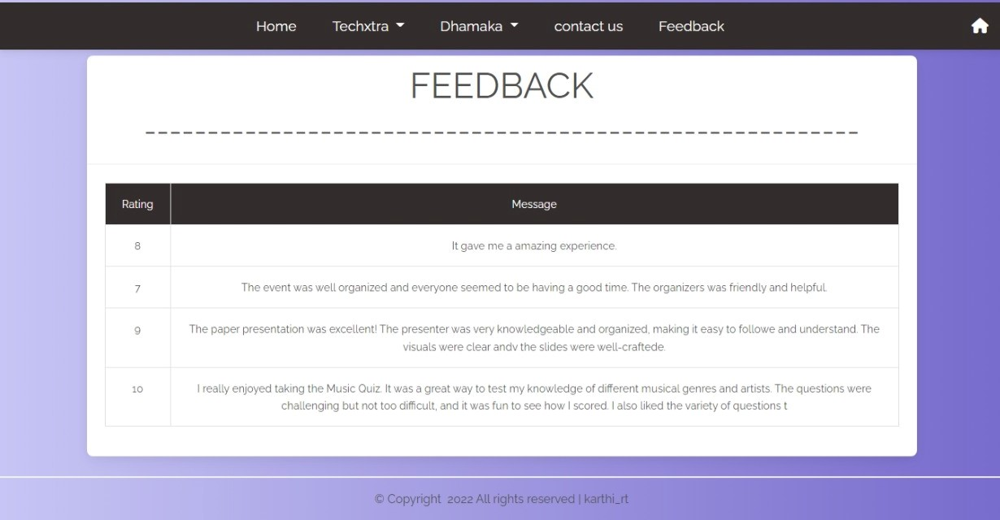 Home Techxtra Dhamaka contact us Feedback
FEEDBACK
Rating Message
8 It gave me a amazing experience.
7 The event was well organized and everyone seemed to be having a good time. The organizers was friendly and helpful.
9 The paper presentation was excellent! The presenter was very knowledgeable and organized, making it easy to followe and understand. The
visuals were clear andv the slides were well-craftede.
10 I really enjoyed taking the Music Quiz. It was a great way to test my knowledge of different musical genres and artists. The questions were
challenging but not too difficult, and it was fun to see how I scored. I also liked the variety of questions t
© Copyright 2022 All rights reserved | karthi_rt